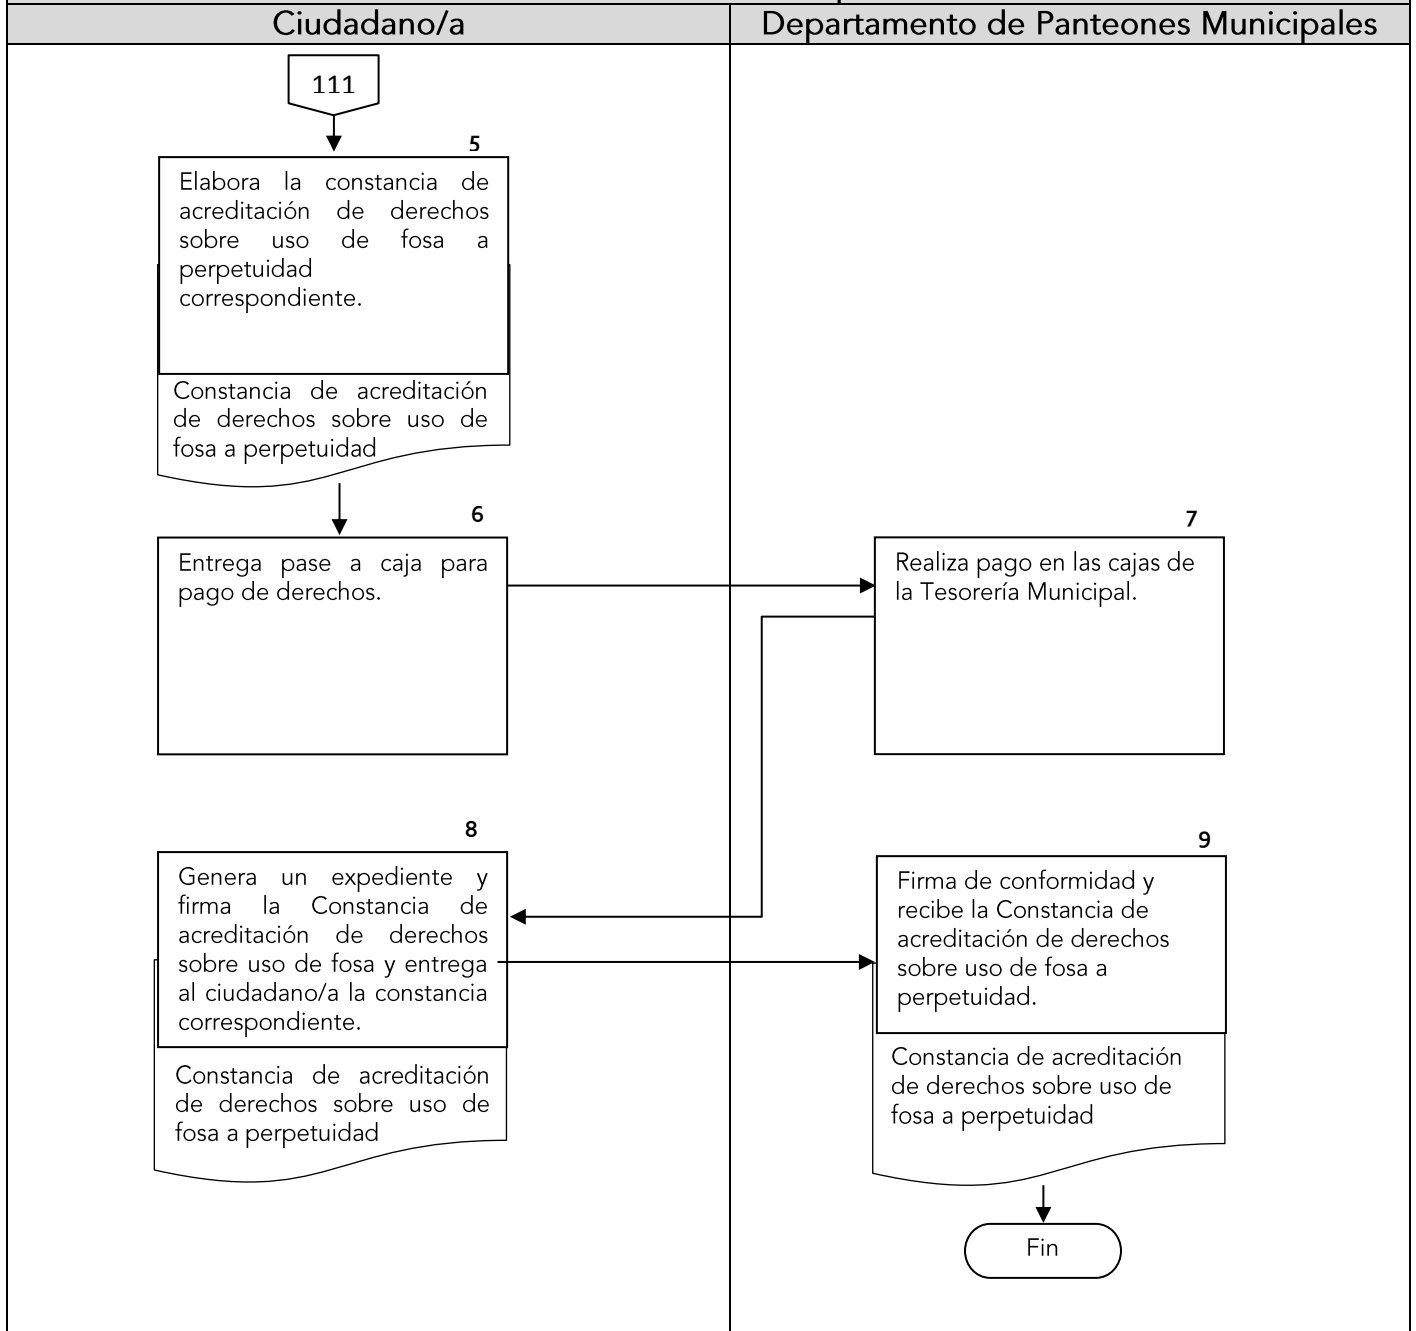 Ciudadano/a
Departamento de Panteones Municipales
111
5
Elabora la constancia de
acreditación de derechos
sobre uso de fosa a
perpetuidad
correspondiente.
Constancia de acreditación
de derechos sobre uso de
fosa a perpetuidad
6
Entrega pase a caja para
pago de derechos.
7
Realiza pago en las cajas de
la Tesorería Municipal.
8
Genera un expediente y
firma la Constancia de
acreditación de derechos
sobre uso de fosa y entrega
al ciudadano/a la constancia
correspondiente.
Constancia de acreditación
de derechos sobre uso de
fosa a perpetuidad
9
Firma de conformidad y
recibe la Constancia de
acreditación de derechos
sobre uso de fosa a
perpetuidad.
Constancia de acreditación
de derechos sobre uso de
fosa a perpetuidad
Fin